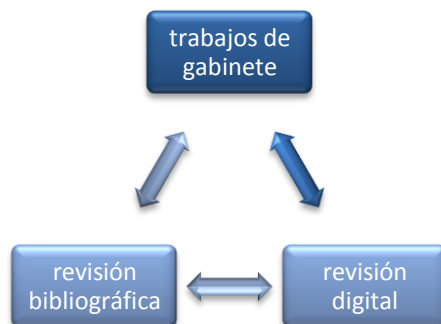 trabajos de
gabinete
revisión
bibliográfica
revisión
digital